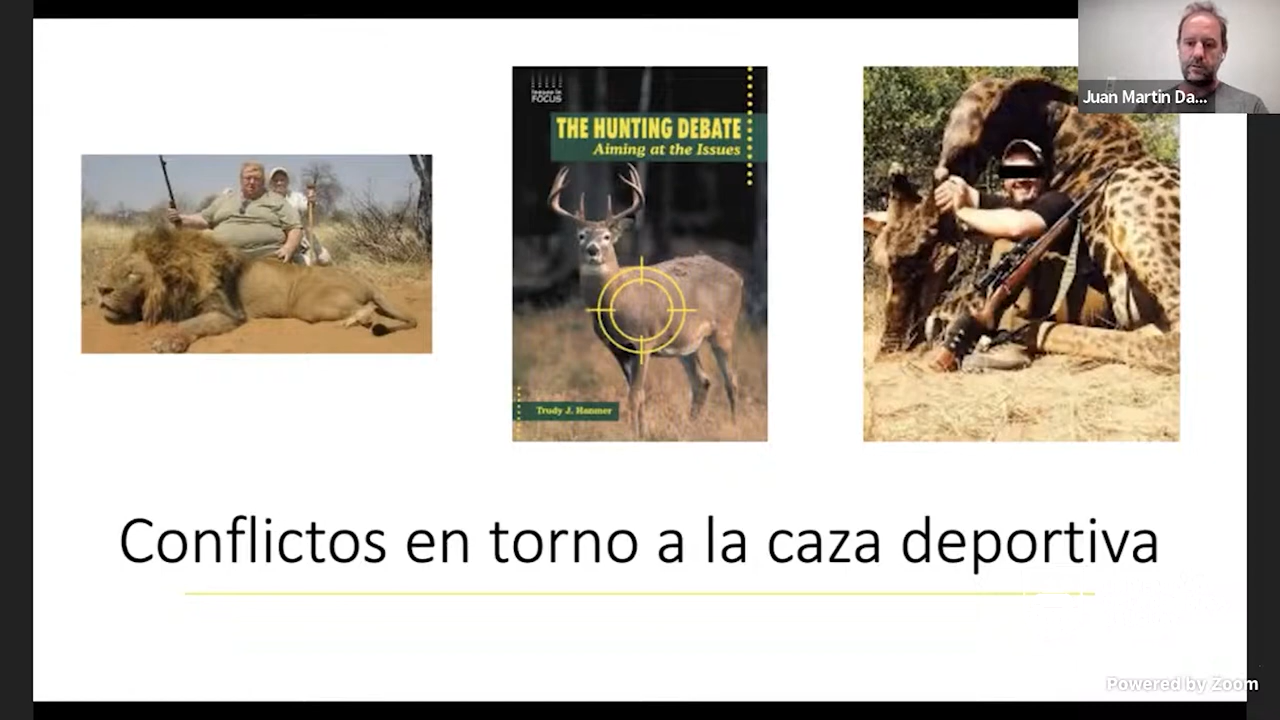 Issues in
FOCUS
THE HUNTING DEBATE
Aiming at the Issues
Trudy J. Hanmer
Juan Martin Da...
Conflictos en torno a la caza deportiva
Powered by Zoom